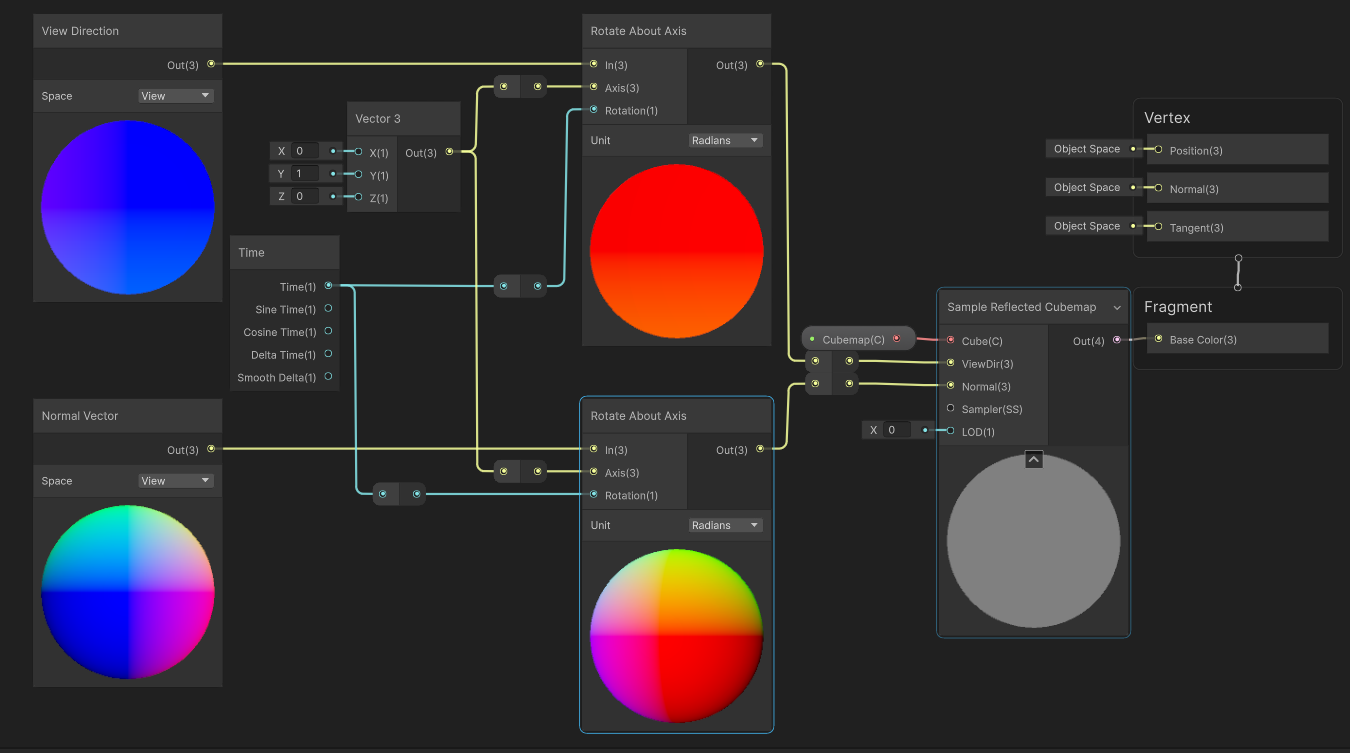 View Direction
Out(3)
Space
View
Vector 3
X
0
X(1)
Out(3)
Y
1
Y(1)
Z
0
Z(1)
Time
Time(1)
Sine Time(1)
Cosine Time(1)
Delta Time(1)
Smooth Delta(1)
Normal Vector
Out(3)
Space
View
Rotate About Axis
In(3)
Out(3)
Axis(3)
Rotation(1)
Unit
Radians
Rotate About Axis
In(3)
Out(3)
Axis(3)
Rotation(1)
Unit
Radians
Cubemap(C)
Sample Reflected Cubemap
Cube(C)
Out(4)
ViewDir(3)
Normal(3)
Sampler(SS)
X
0
LOD(1)
Vertex
Object Space
Position(3)
Object Space
Normal(3)
Object Space
Tangent(3)
Fragment
Base Color(3)